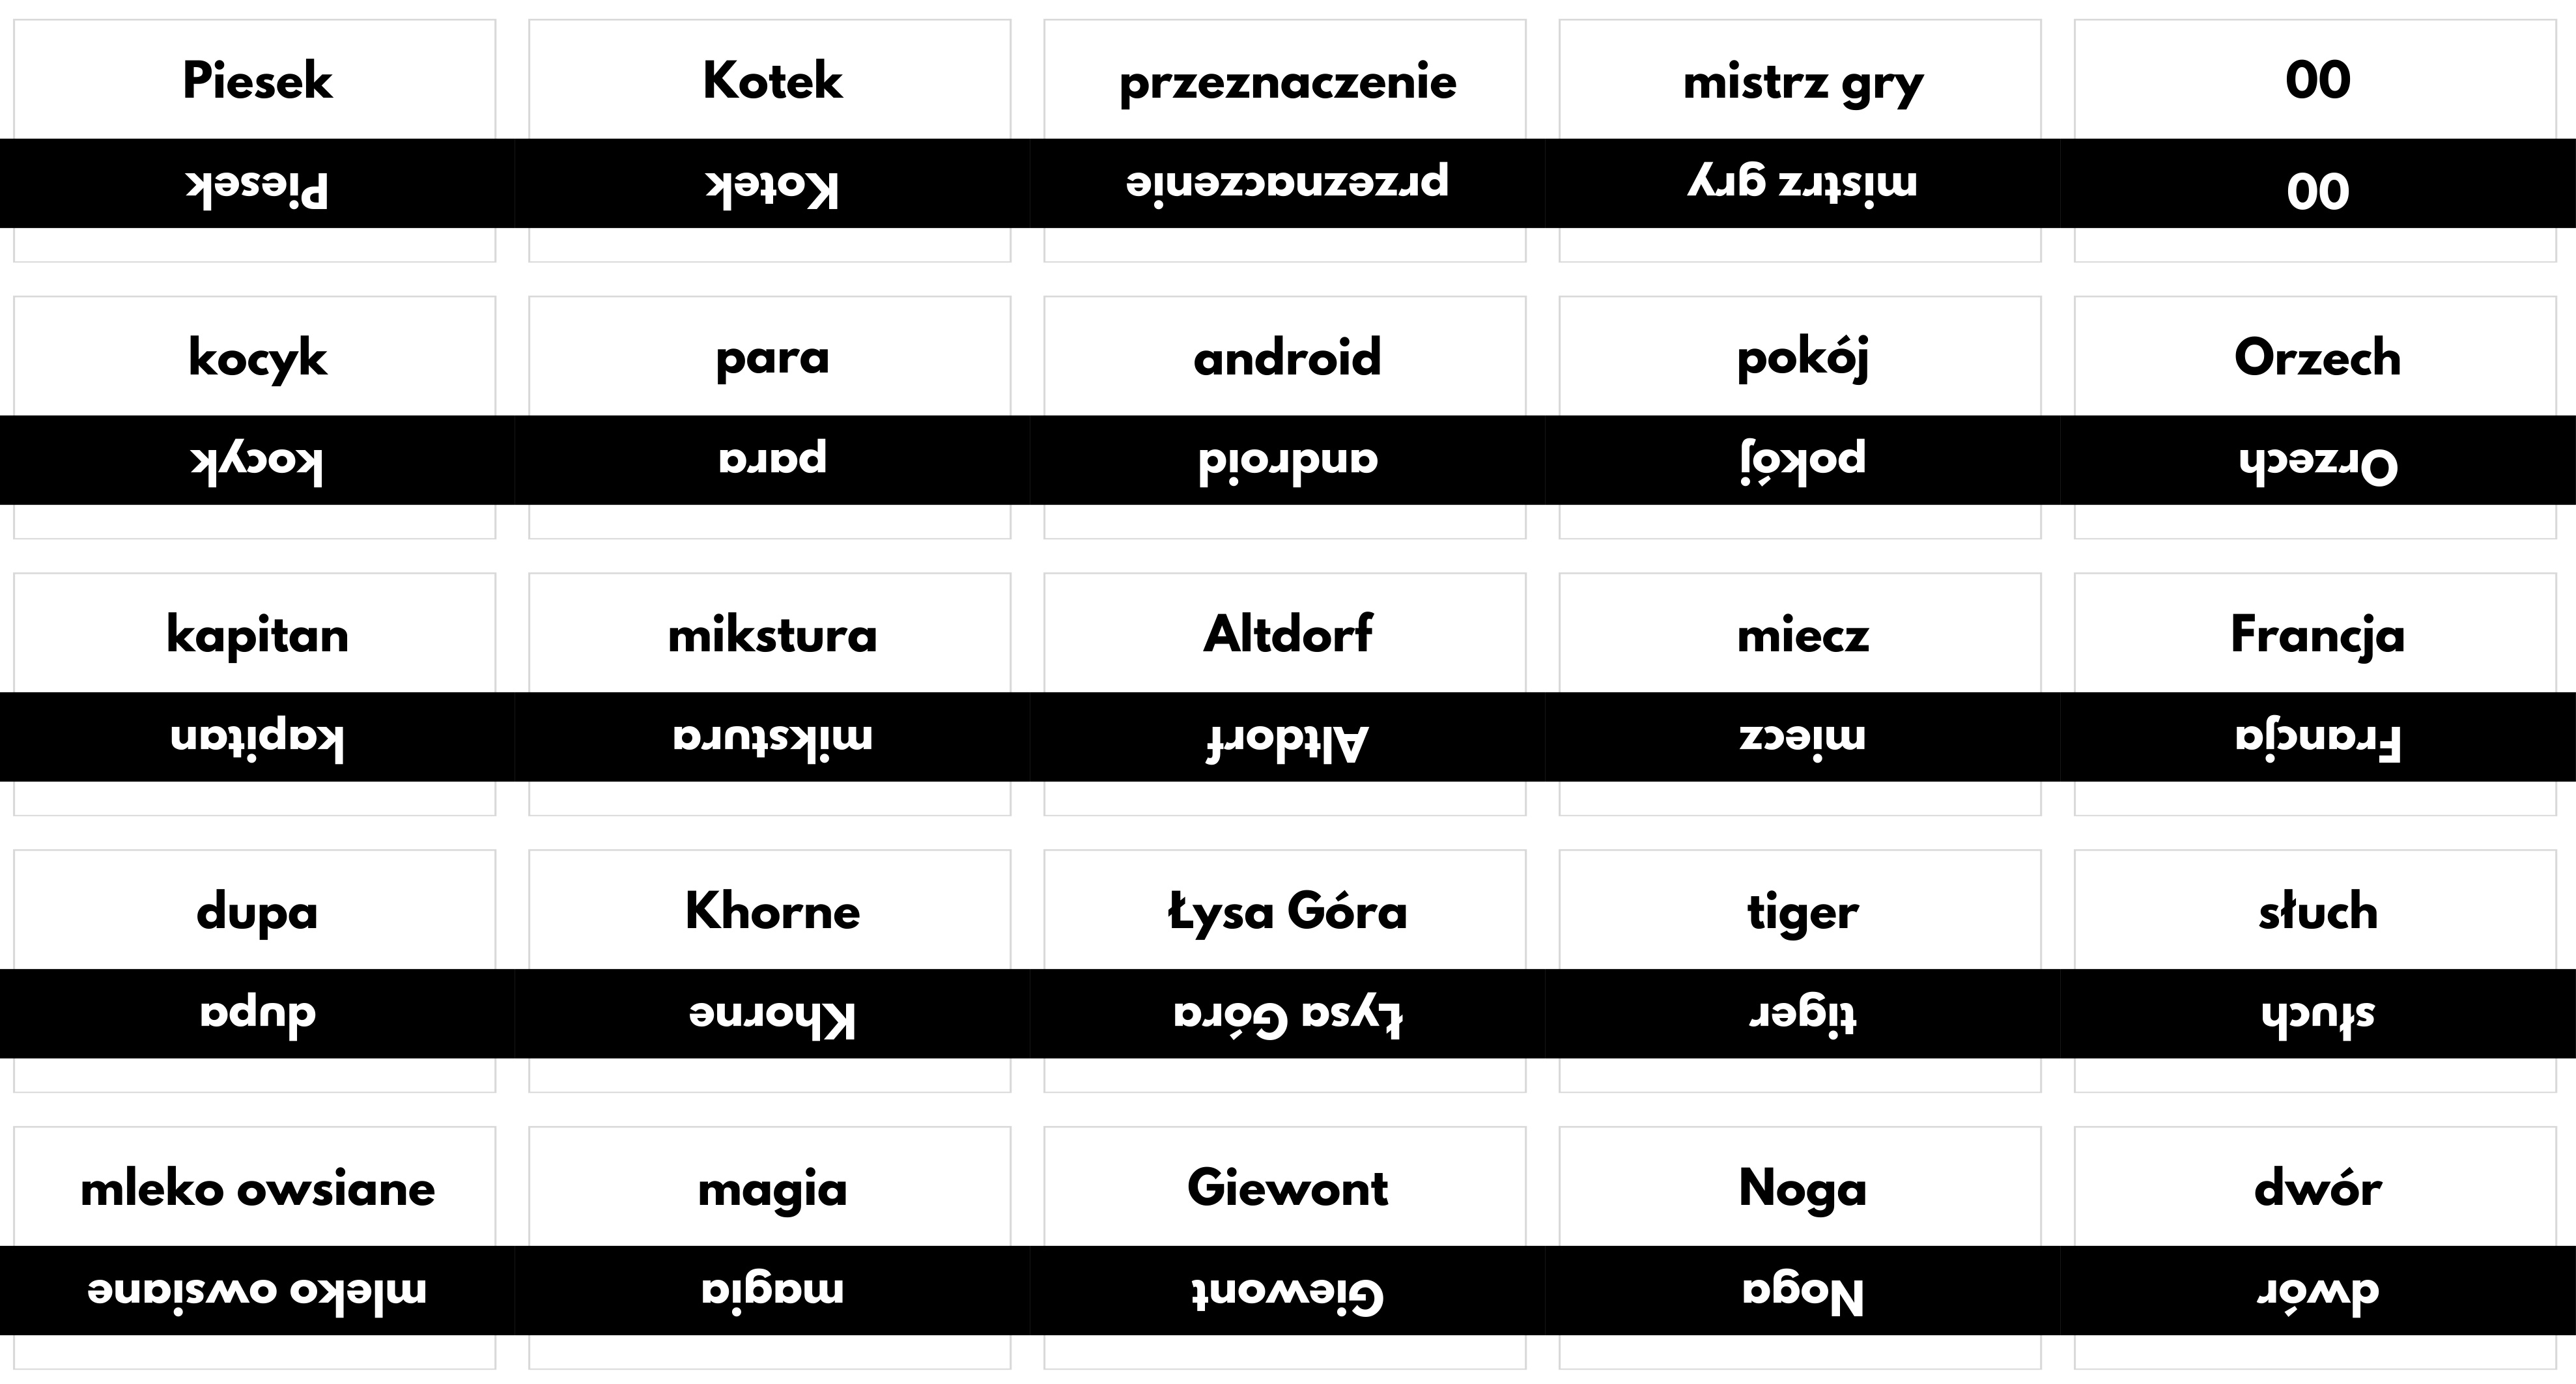 Piesek Kotek przeznaczenie mistrz gry 00
Piesek Kotek przeznaczenie mistrz gry 00
kocyk para android pokój Orzech
kocyk para android pokój Orzech
kapitan mikstura Altdorf miecz Francja
kapitan mikstura Altdorf miecz Francja
dupa Khorne Łysa Góra tiger słuch
dupa Khorne Łysa Góra tiger słuch
mleko owsiane magia Giewont Noga dwór
mleko owsiane magia Giewont Noga dwór